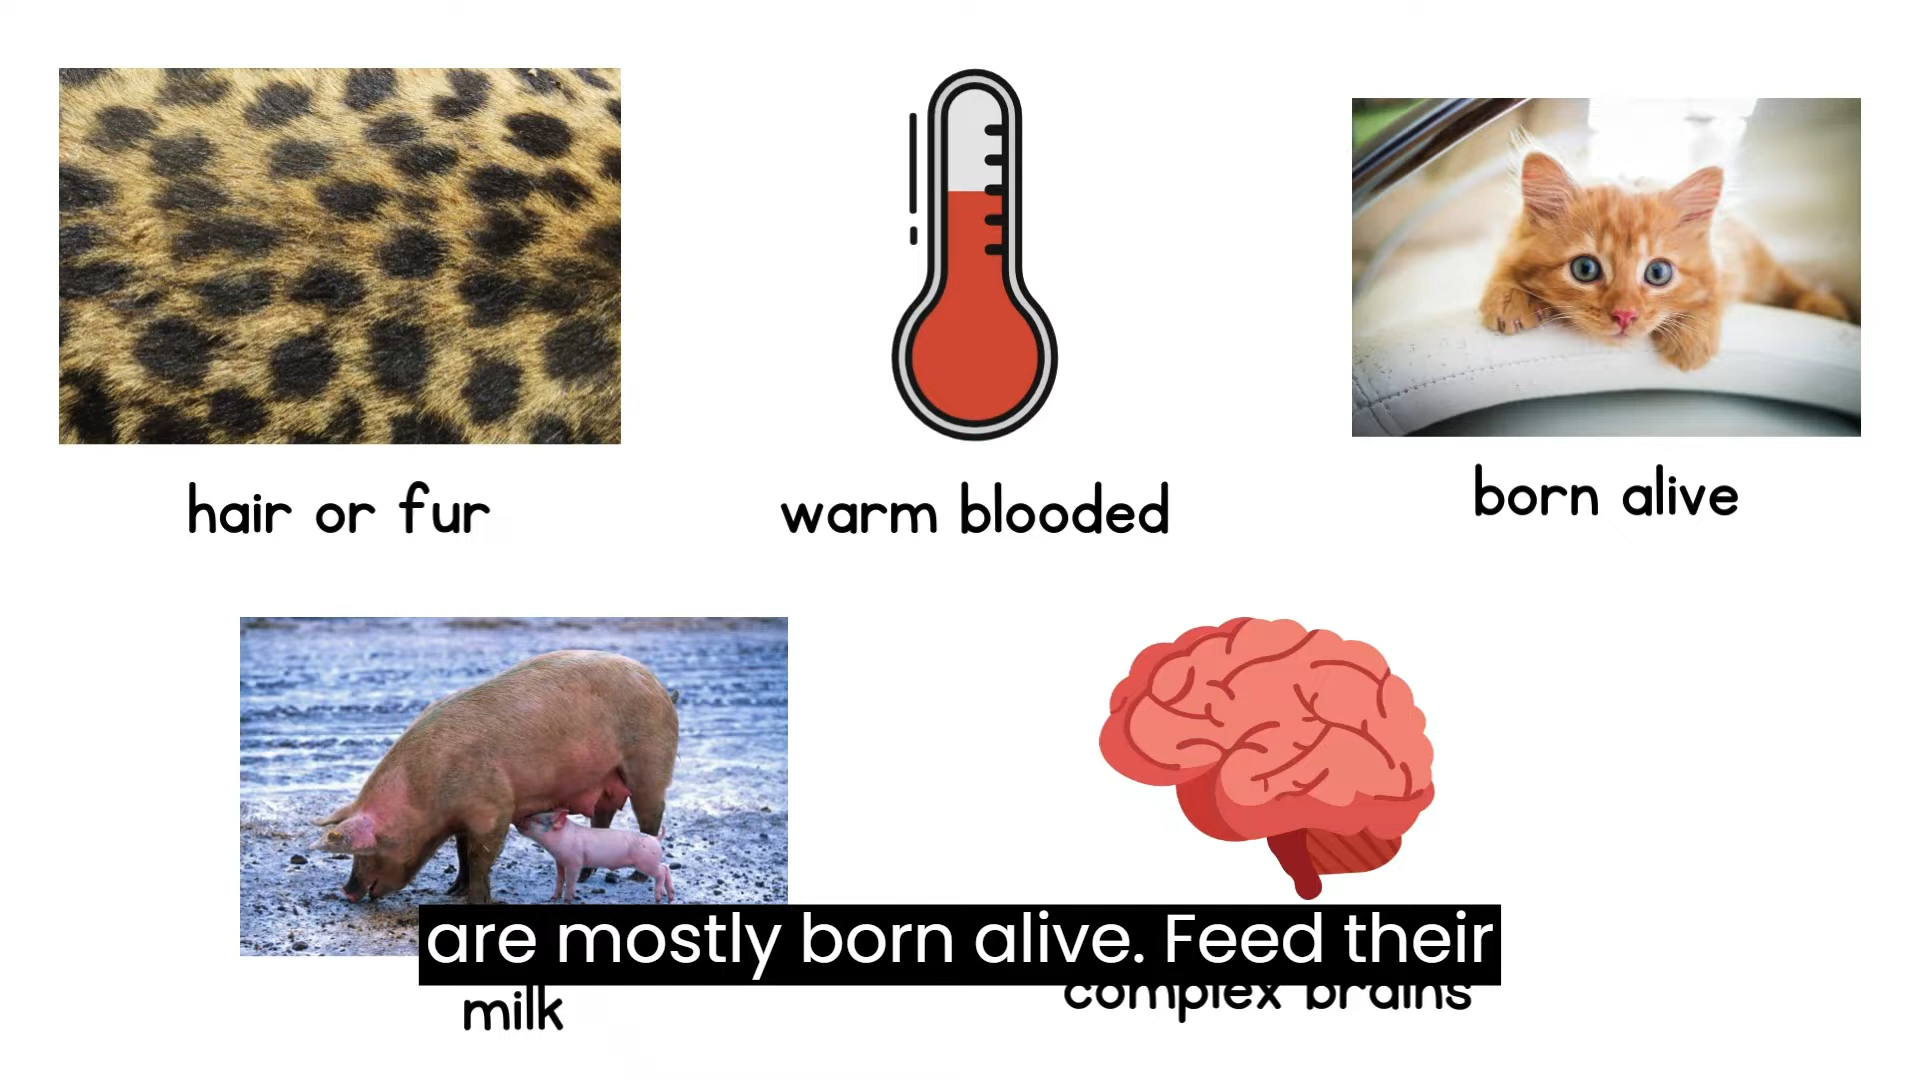 hair or fur
warm blooded
born alive
are mostly born alive. Feed their
milk
complex brains